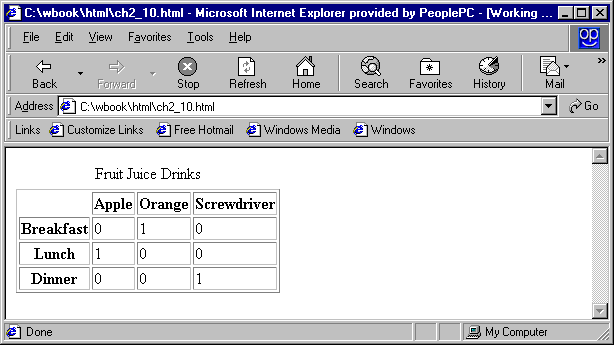 C:\wbook\html\ch2_10.html - Microsoft Internet Explorer provided by PeoplePC - [Working ...
File Edit View Favorites Tools Help
Back Forward Stop Refresh Home Search Favorites History Mail »
Address C:\wbook\html\ch2_10.html Go
Links Customize Links Free Hotmail Windows Media Windows
Fruit Juice Drinks
Apple Orange Screwdriver
Breakfast 0 1 0
Lunch 1 0 0
Dinner 0 0 1
Done My Computer